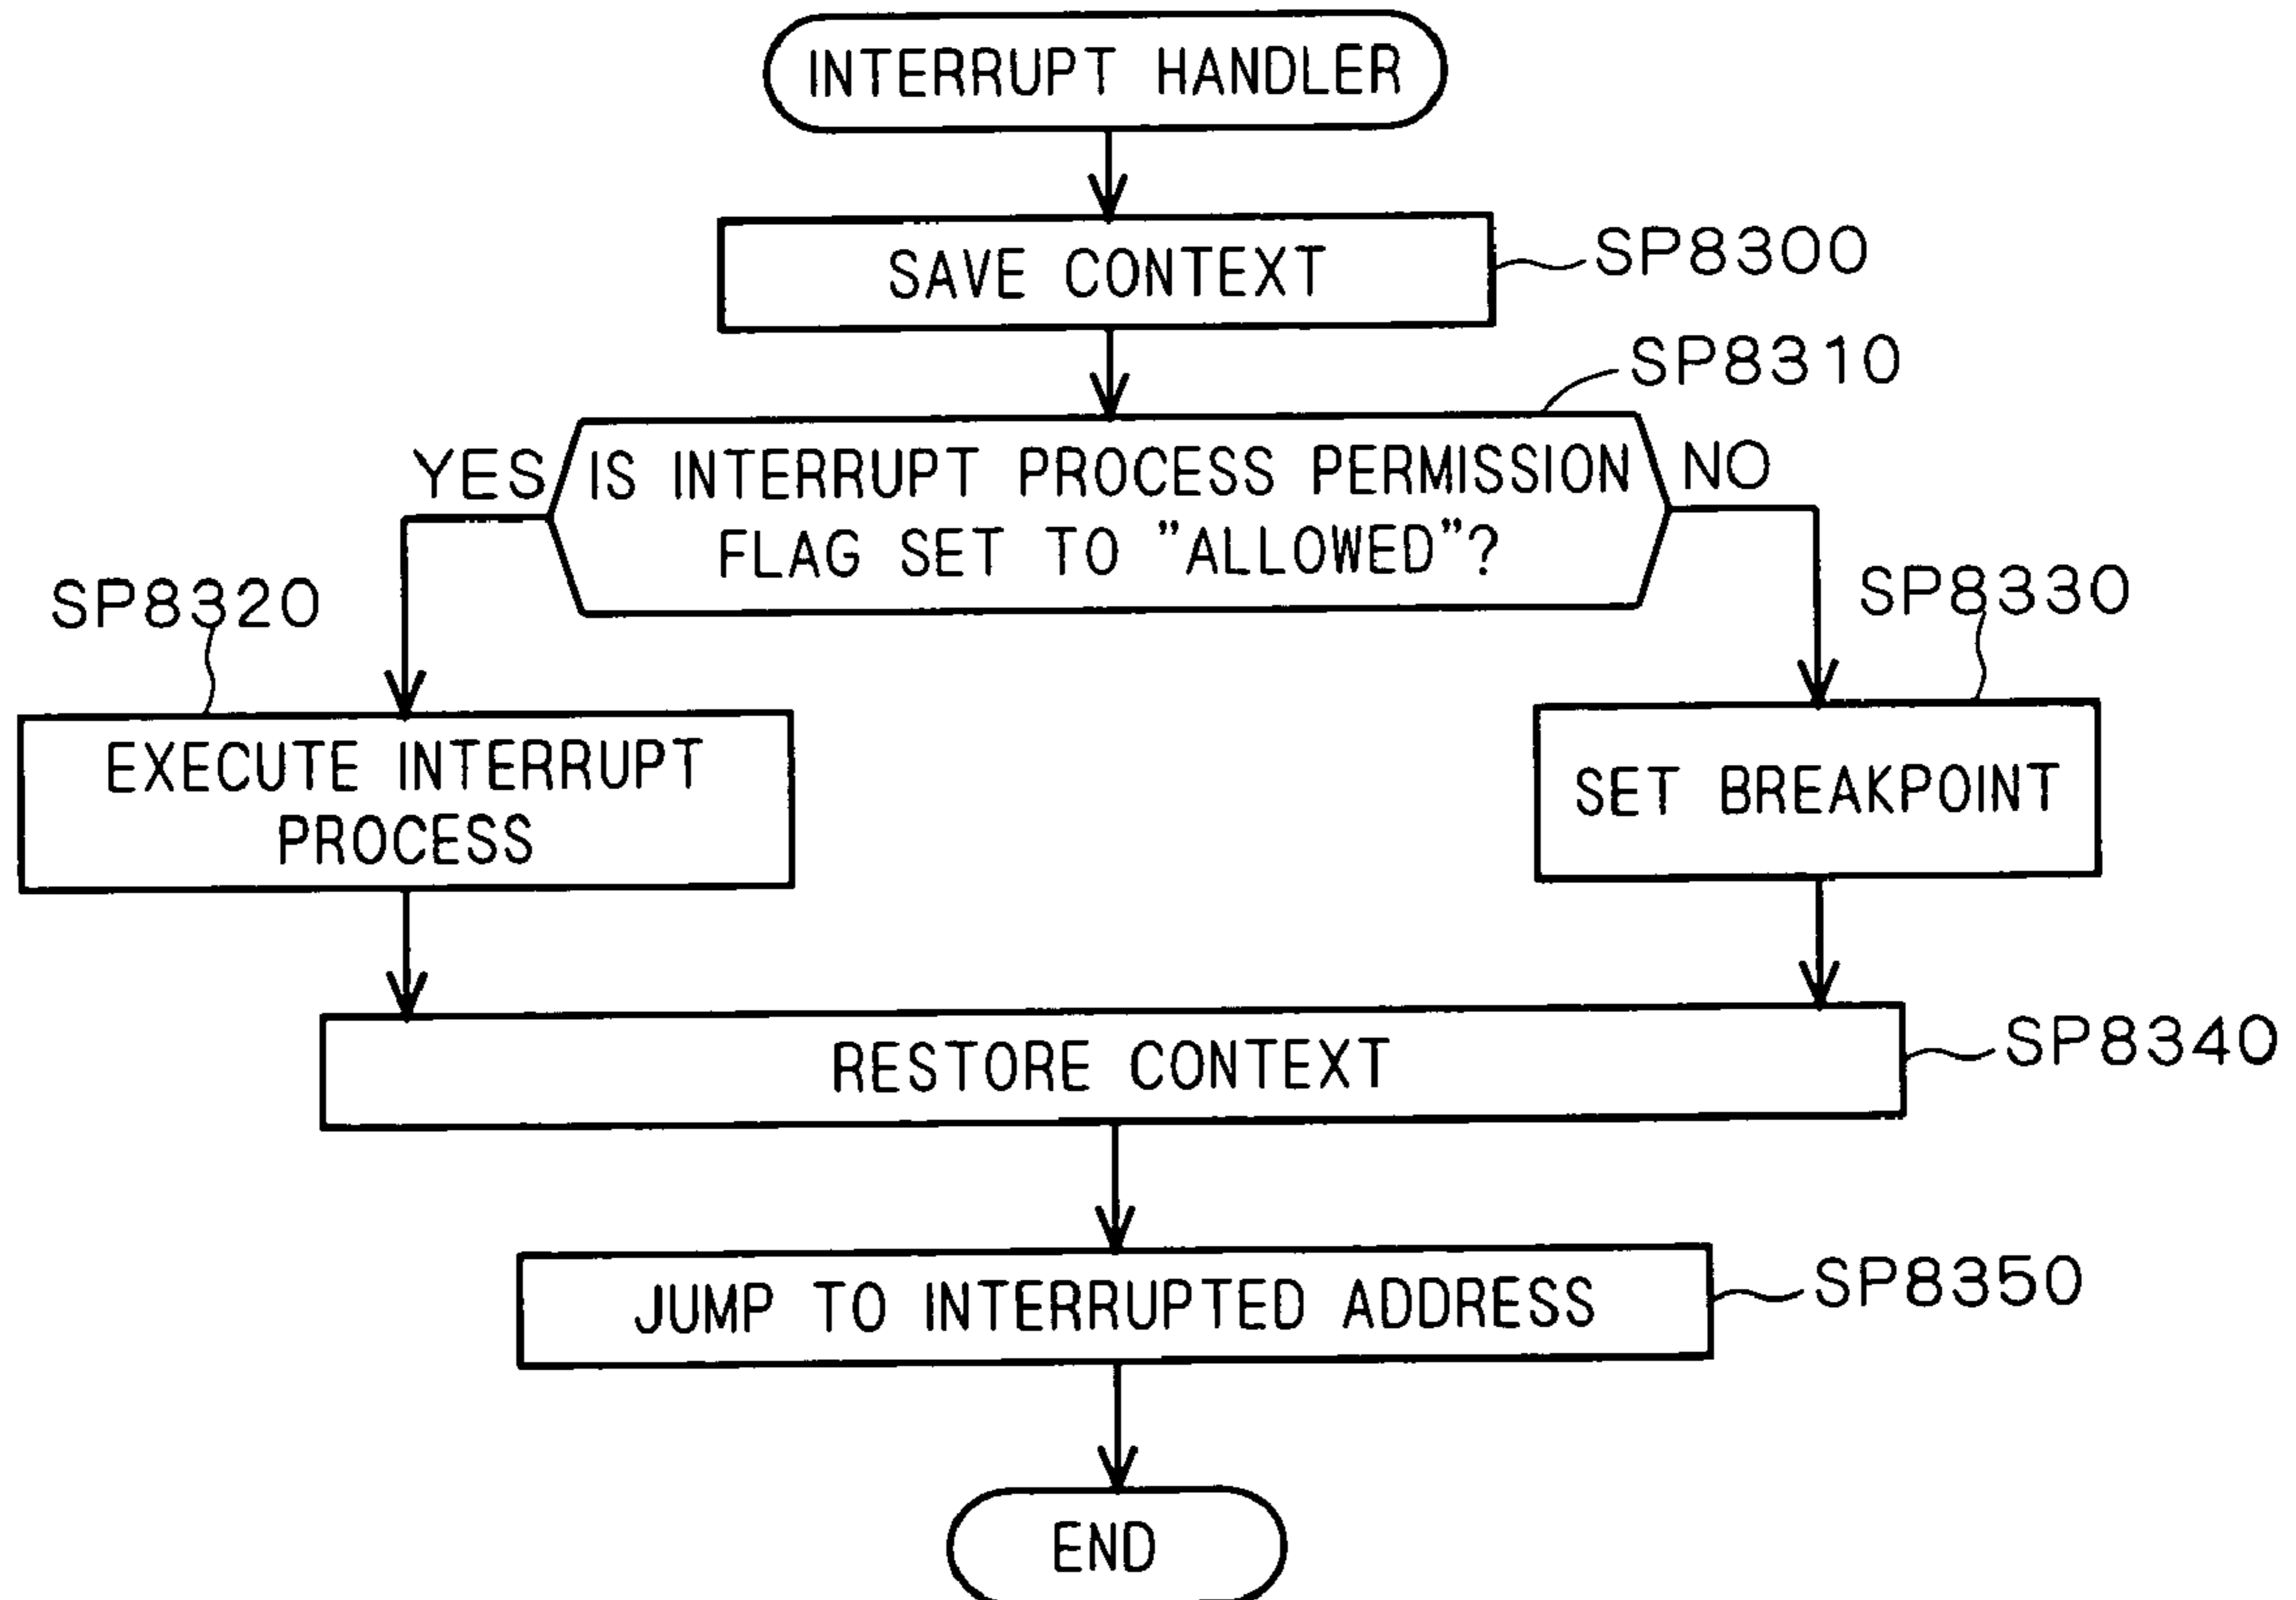 INTERRUPT HANDLER
SAVE CONTEXT
SP8300
SP8310
YES
IS INTERRUPT PROCESS PERMISSION
FLAG SET TO "ALLOWED"?
NO
SP8320
SP8330
EXECUTE INTERRUPT
PROCESS
SET BREAKPOINT
RESTORE CONTEXT
SP8340
JUMP TO INTERRUPTED ADDRESS
SP8350
END